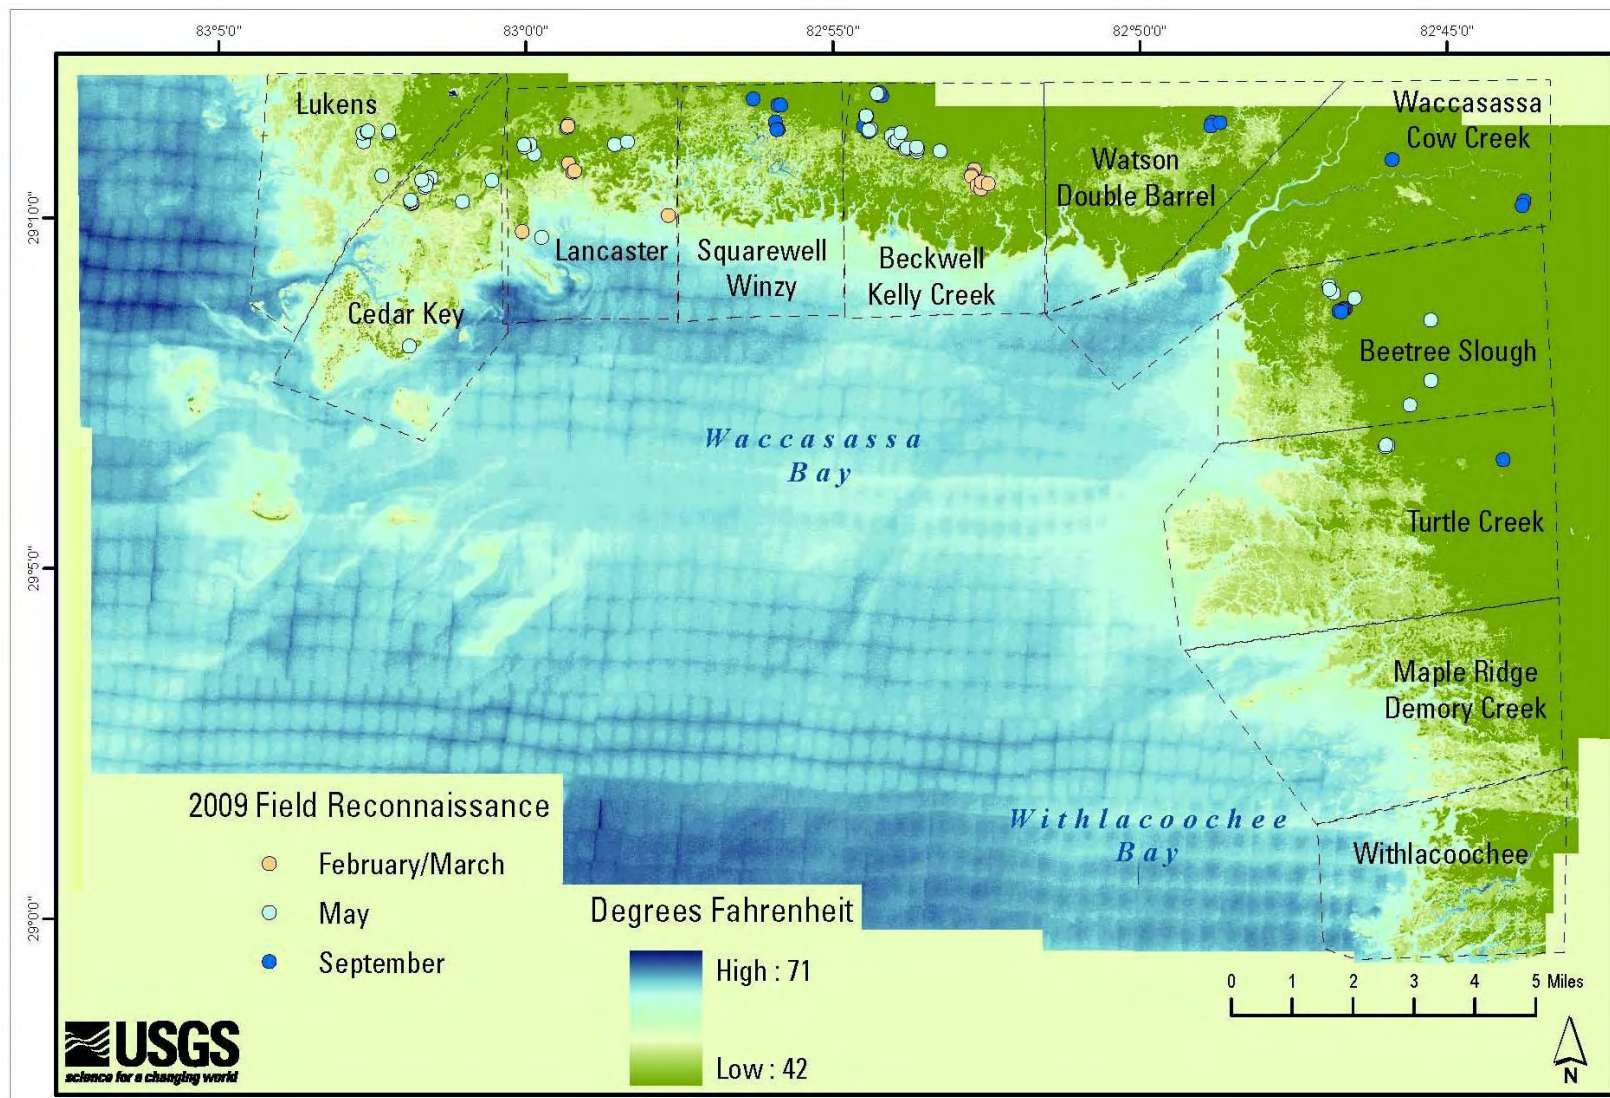 83°5'0"
83°0'0"
82°55'0"
82°50'0"
82°45'0"
29°10'0"
29°5'0"
29°0'0"
Lukens
Waccasassa
Cow Creek
Watson
Double Barrel
Lancaster
Squarewell
Winzy
Beckwell
Kelly Creek
Cedar Key
Beetree Slough
Waccasassa
Bay
Turtle Creek
Maple Ridge
Demory Creek
Withlacoochee
Bay
Withlacoochee
2009 Field Reconnaissance
February/March
May
September
Degrees Fahrenheit
High : 71
Low : 42
0 1 2 3 4 5 Miles
N
USGS
science for a changing world